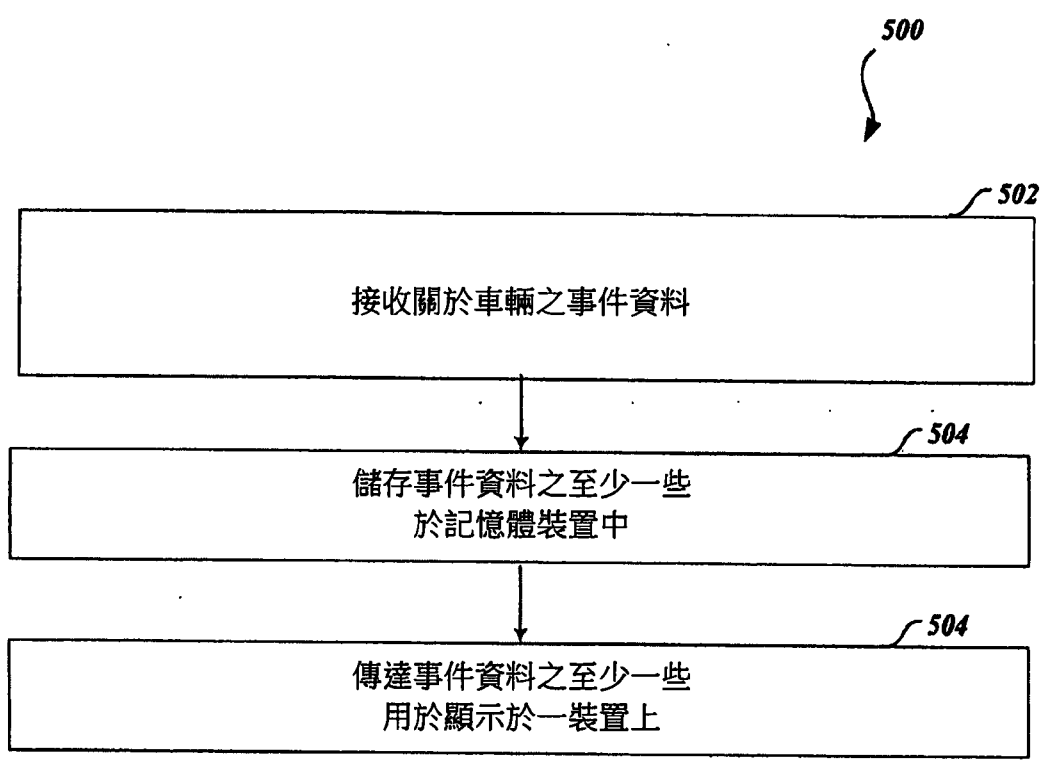 500
502
接收關於車輛之事件資料
504
儲存事件資料之至少一些
於記憶體裝置中
504
傳達事件資料之至少一些
用於顯示於一裝置上